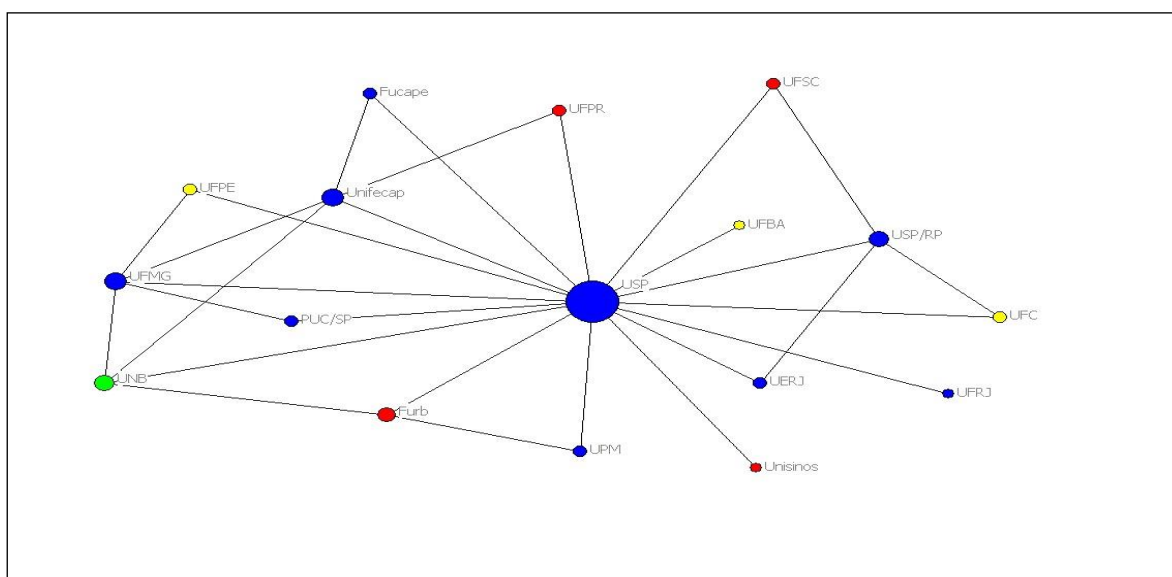 Fucape
UFSC
UFPR
UFPE
Unifecap
UFBA
USP/RP
UFMG
USP
PUC/SP
UFC
UNB
UERJ
UFRJ
Furb
UPM
Unisinos